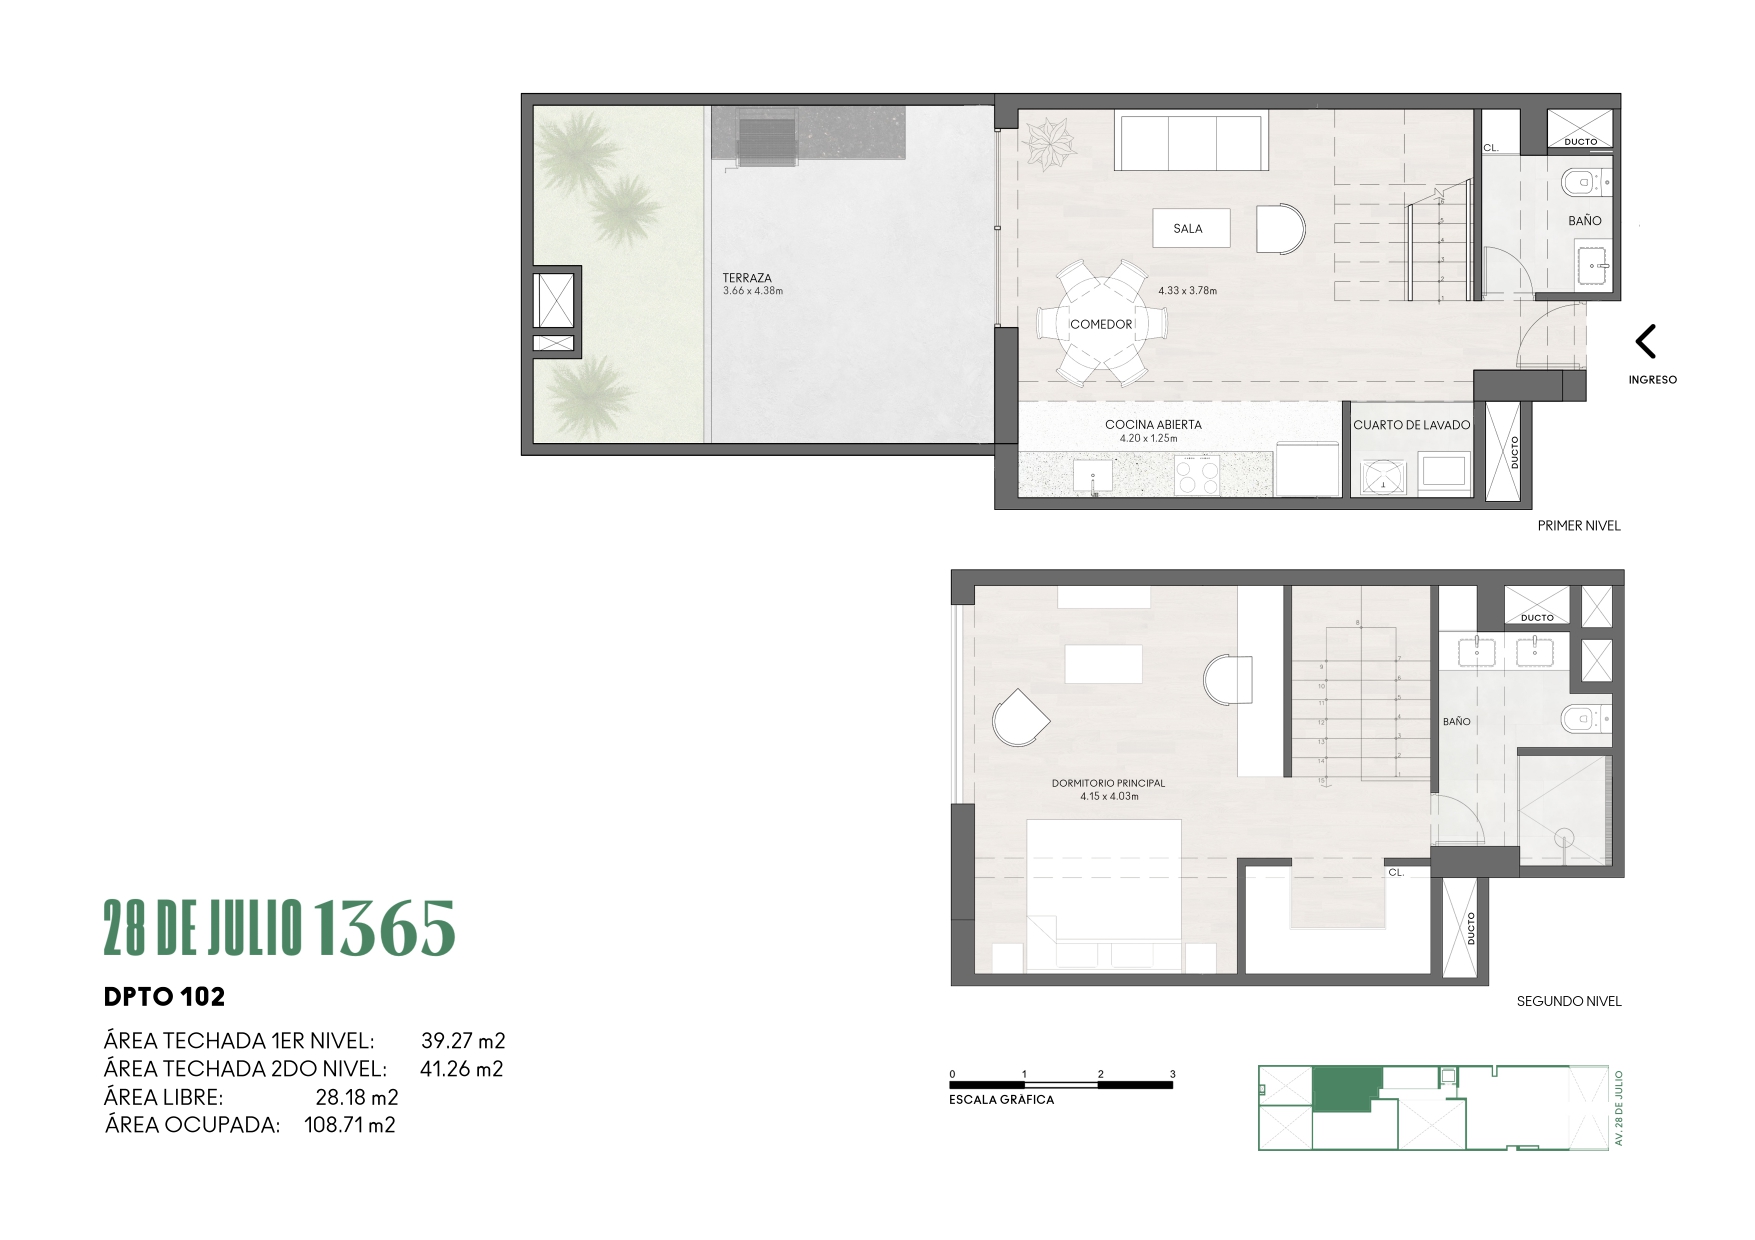 CL.
DUCTO
BAÑO
SALA
TERRAZA
3.66 x 4.38m
4.33 x 3.78m
COMEDOR
INGRESO
COCINA ABIERTA
4.20 x 1.25m
CUARTO DE LAVADO
DUCTO
PRIMER NIVEL
DUCTO
BAÑO
DORMITORIO PRINCIPAL
4.15 x 4.03m
CL.
DUCTO
SEGUNDO NIVEL
28 DE JULIO 1365
DPTO 102
ÁREA TECHADA 1ER NIVEL: 39.27 m2
ÁREA TECHADA 2DO NIVEL: 41.26 m2
ÁREA LIBRE: 28.18 m2
ÁREA OCUPADA: 108.71 m2
0 1 2 3
ESCALA GRÁFICA
AV. 28 DE JULIO